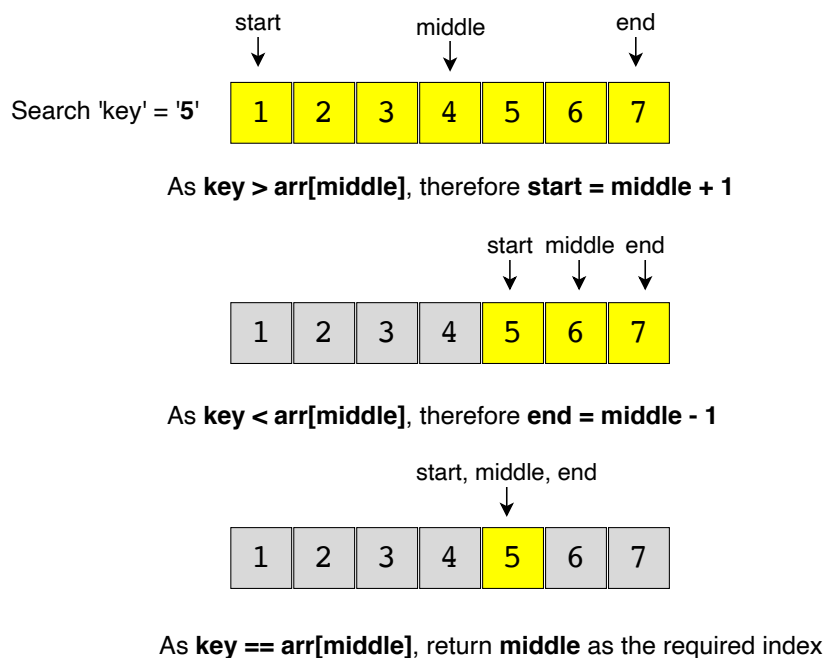 start middle end
Search 'key' = '5' 1 2 3 4 5 6 7
As key > arr[middle], therefore start = middle + 1
start middle end
1 2 3 4 5 6 7
As key < arr[middle], therefore end = middle - 1
start, middle, end
1 2 3 4 5 6 7
As key == arr[middle], return middle as the required index